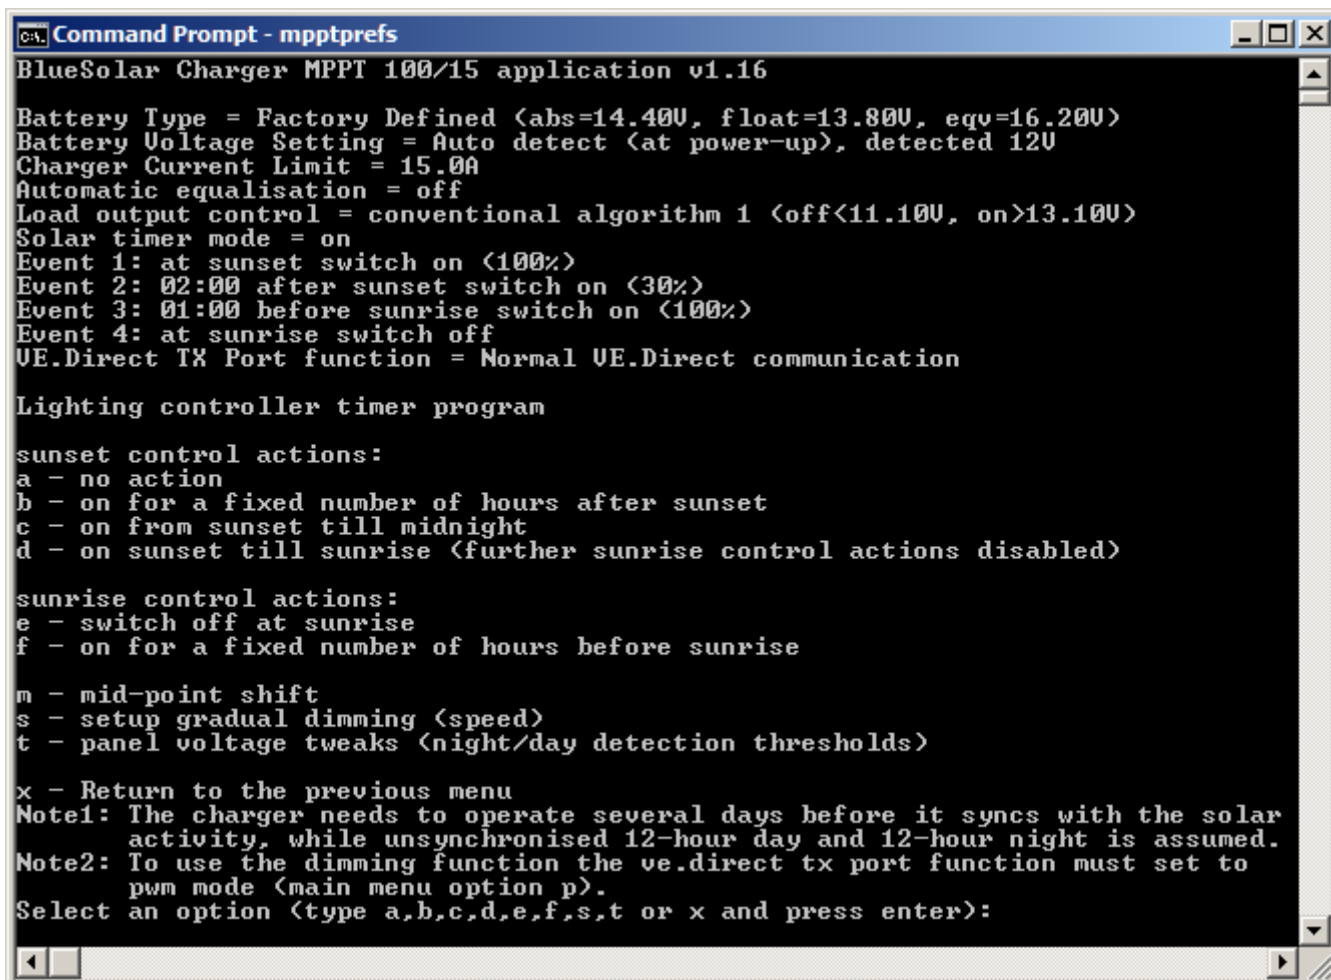 Command Prompt - mpptprefs
BlueSolar Charger MPPT 100/15 application v1.16
Battery Type = Factory Defined (abs=14.40V, float=13.80V, eqv=16.20V)
Battery Voltage Setting = Auto detect (at power-up), detected 12V
Charger Current Limit = 15.0A
Automatic equalisation = off
Load output control = conventional algorithm 1 (off<11.10V, on>13.10V)
Solar timer mode = on
Event 1: at sunset switch on (100%)
Event 2: 02:00 after sunset switch on (30%)
Event 3: 01:00 before sunrise switch on (100%)
Event 4: at sunrise switch off
VE.Direct TX Port function = Normal VE.Direct communication
Lighting controller timer program
sunset control actions:
a - no action
b - on for a fixed number of hours after sunset
c - on from sunset till midnight
d - on sunset till sunrise (further sunrise control actions disabled)
sunrise control actions:
e - switch off at sunrise
f - on for a fixed number of hours before sunrise
m - mid-point shift
s - setup gradual dimming (speed)
t - panel voltage tweaks (night/day detection thresholds)
x - Return to the previous menu
Note1: The charger needs to operate several days before it syncs with the solar
activity, while unsynchronised 12-hour day and 12-hour night is assumed.
Note2: To use the dimming function the ve.direct tx port function must set to
pwm mode (main menu option p).
Select an option (type a,b,c,d,e,f,s,t or x and press enter):